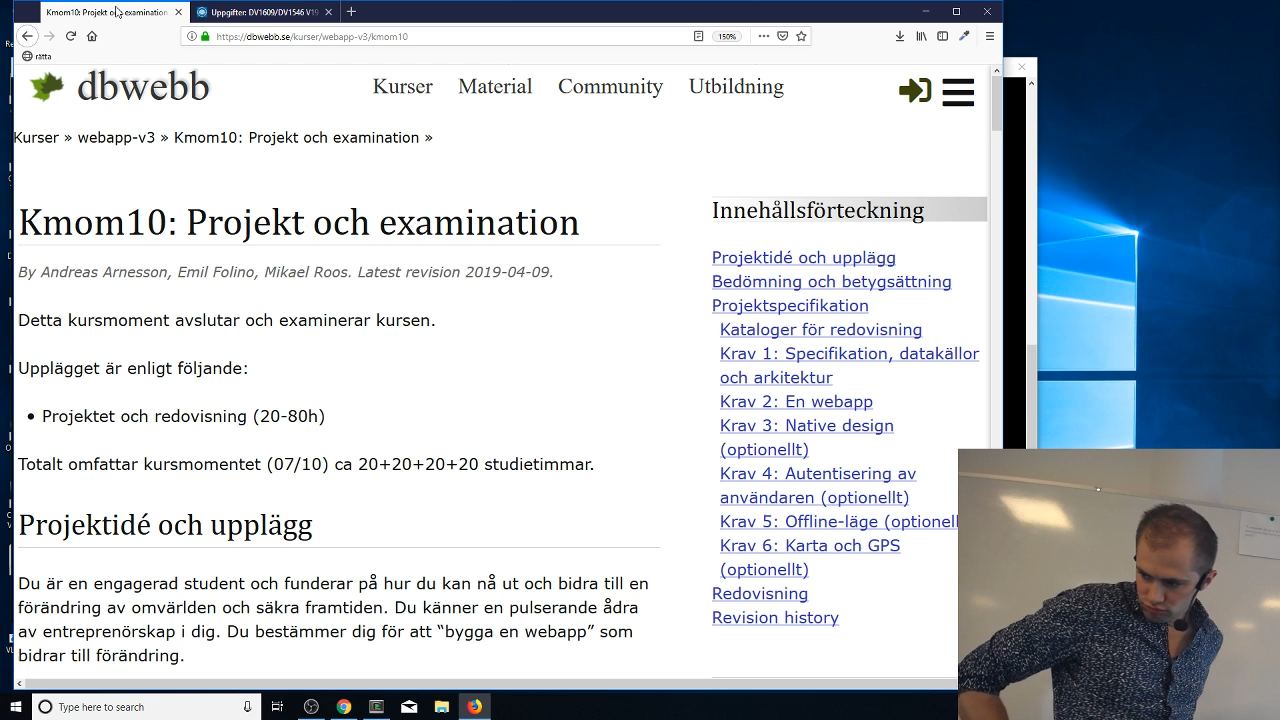 Kmom10: Projekt och examination
Uppgifter: DV1609/DV1546 V19
https://dbwebb.se/kurser/webapp-v3/kmom10
150%
rätta
dbwebb
Kurser Material Community Utbildning
Kurser » webapp-v3 » Kmom10: Projekt och examination »
Kmom10: Projekt och examination
By Andreas Arnesson, Emil Folino, Mikael Roos. Latest revision 2019-04-09.
Detta kursmoment avslutar och examinerar kursen.
Upplägget är enligt följande:
• Projektet och redovisning (20-80h)
Totalt omfattar kursmomentet (07/10) ca 20+20+20+20 studietimmar.
Projektidé och upplägg
Du är en engagerad student och funderar på hur du kan nå ut och bidra till en
förändring av omvärlden och säkra framtiden. Du känner en pulserande ådra
av entreprenörskap i dig. Du bestämmer dig för att “bygga en webapp” som
bidrar till förändring.
Innehållsförteckning
Projektidé och upplägg
Bedömning och betygsättning
Projektspecifikation
Kataloger för redovisning
Krav 1: Specifikation, datakällor
och arkitektur
Krav 2: En webapp
Krav 3: Native design
(optionellt)
Krav 4: Autentisering av
användaren (optionellt)
Krav 5: Offline-läge (optionell
Krav 6: Karta och GPS
(optionellt)
Redovisning
Revision history
Type here to search